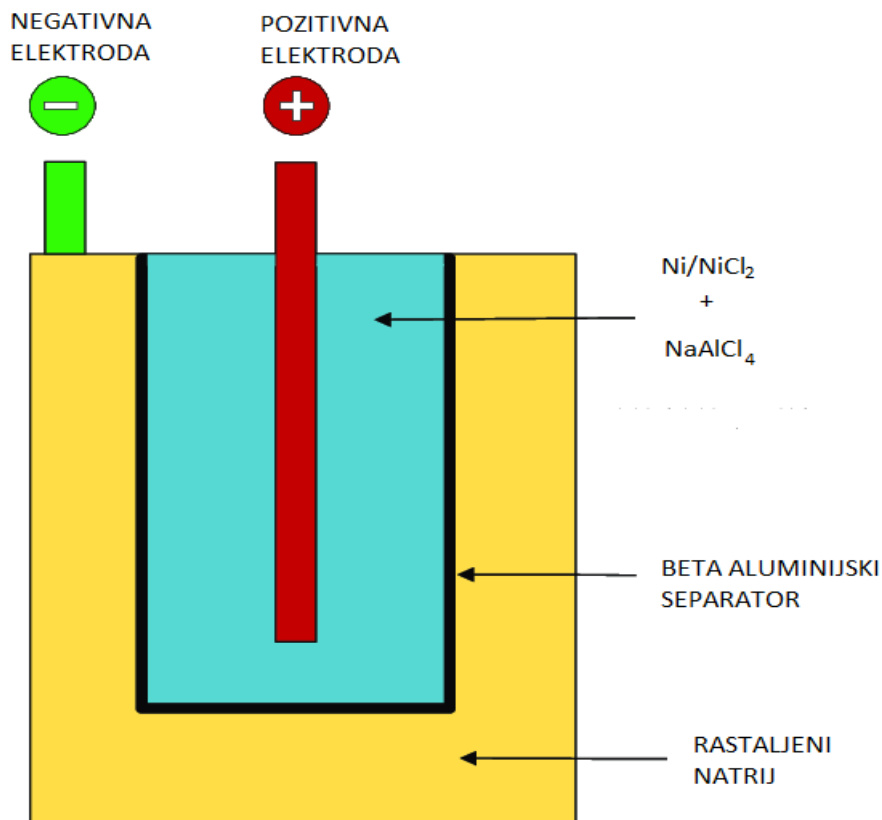 NEGATIVNA
ELEKTRODA
POZITIVNA
ELEKTRODA
Ni/NiCl₂
+
NaAlCl₄
BETA ALUMINIJSKI
SEPARATOR
RASTALJENI
NATRIJ